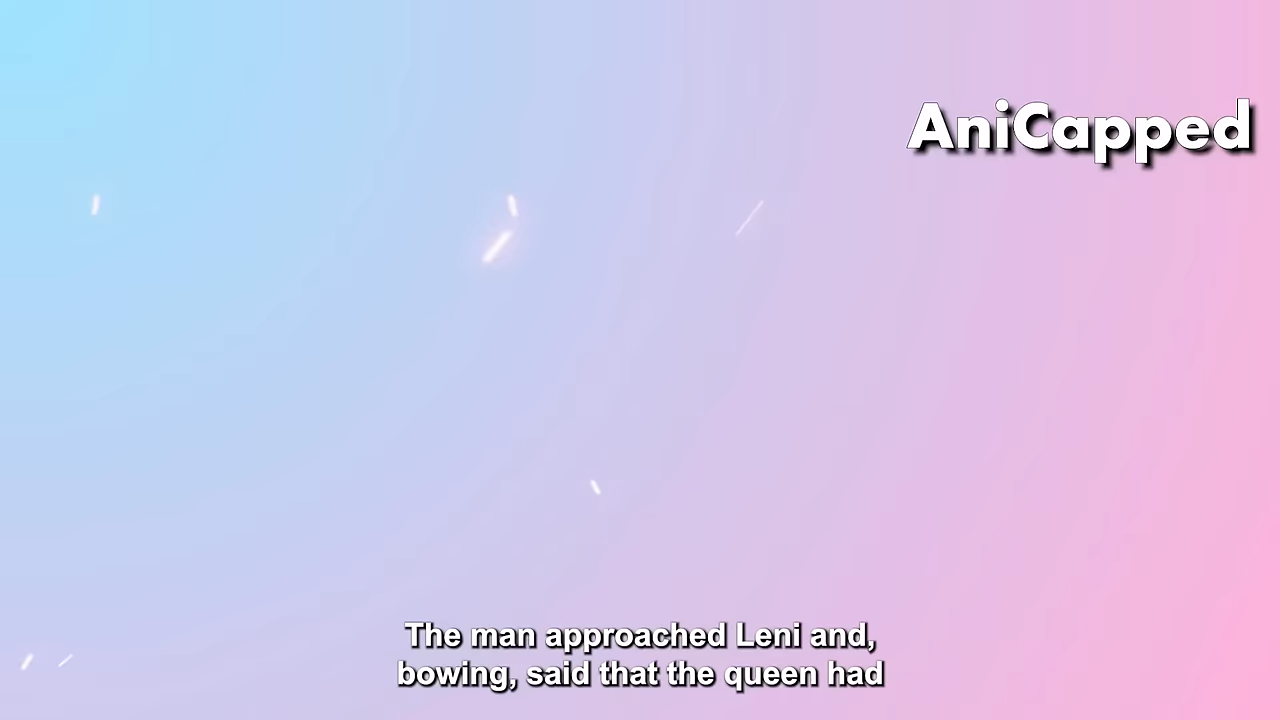 AniCapped
The man approached Leni and,
bowing, said that the queen had